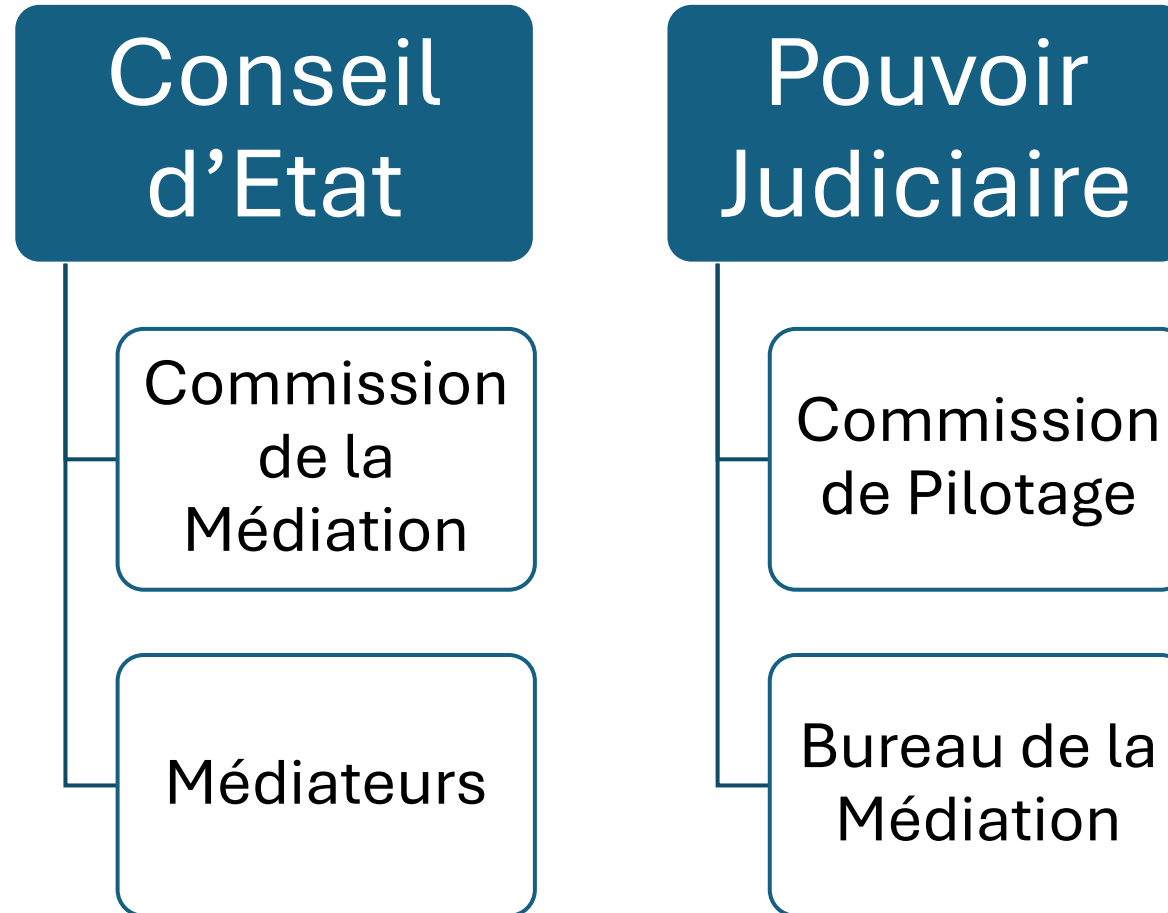 Conseil
d’Etat
Commission
de la
Médiation
Médiateurs
Pouvoir
Judiciaire
Commission
de Pilotage
Bureau de la
Médiation